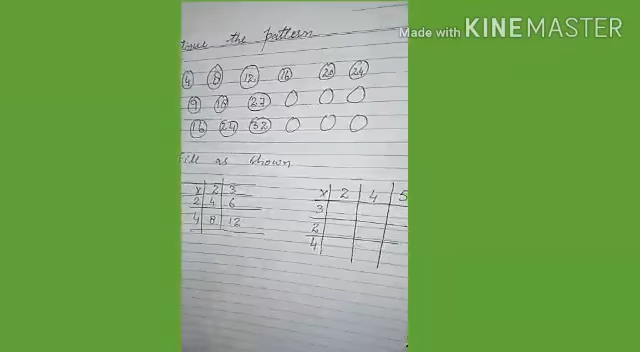 Made with KINEMASTER
tinue the pattern
4 8 12 16 20 24
9 18 27
16 24 32
Fill as shown
x 2 3
2 4 6
4 8 12
x 2 4 5
3
2
4